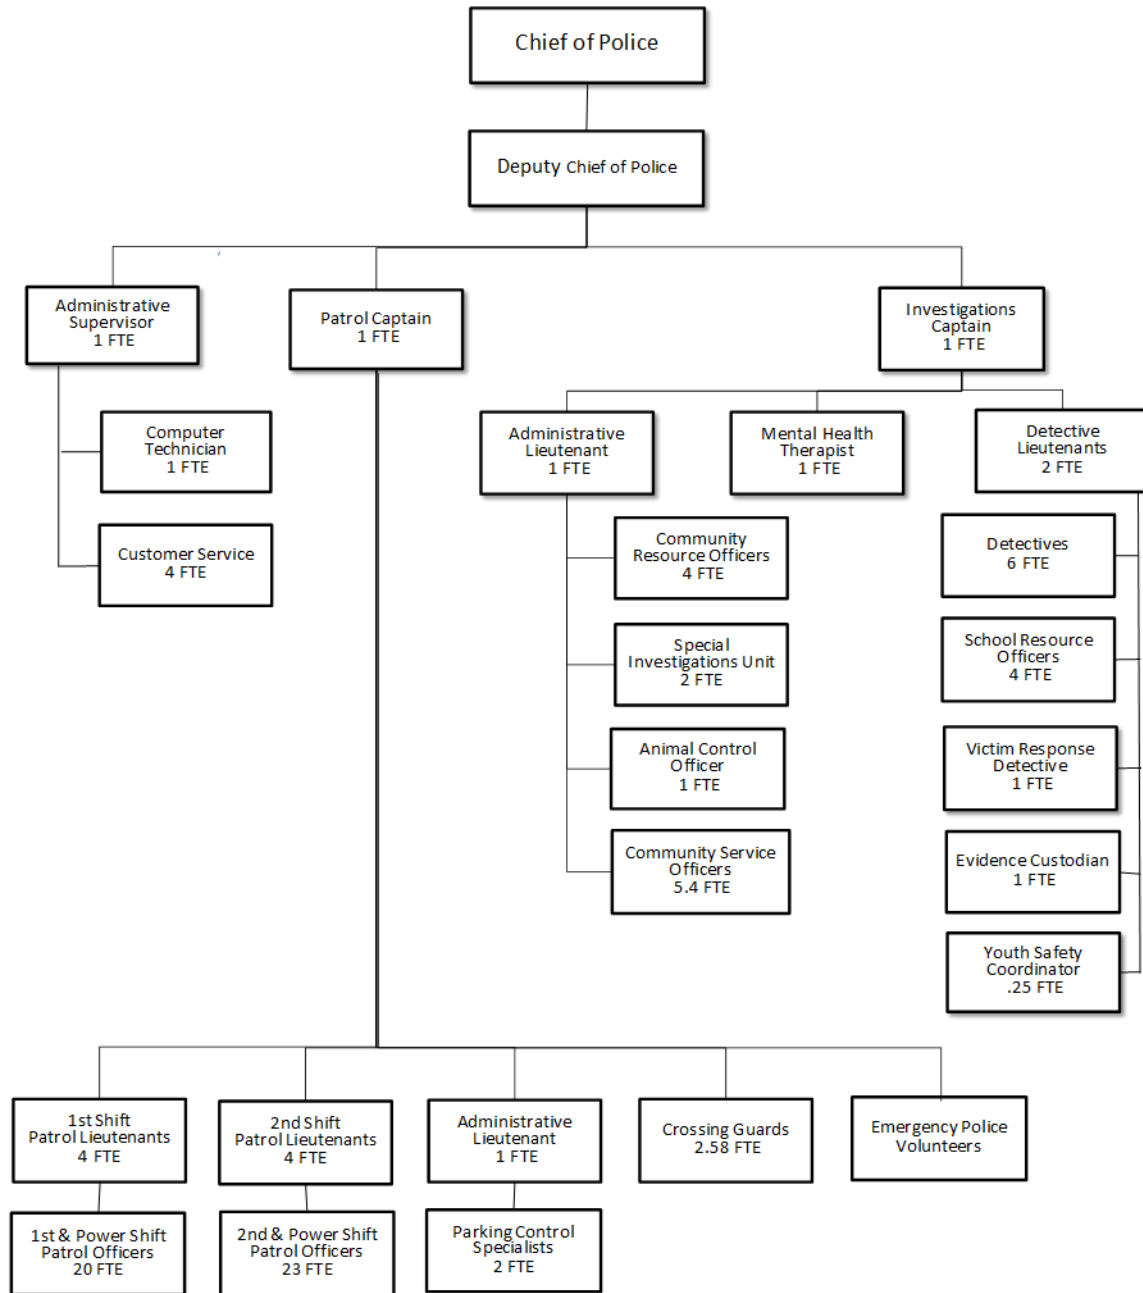 Chief of Police
Deputy Chief of Police
Administrative
Supervisor
1 FTE
Patrol Captain
1 FTE
Investigations
Captain
1 FTE
Computer
Technician
1 FTE
Customer Service
4 FTE
Administrative
Lieutenant
1 FTE
Mental Health
Therapist
1 FTE
Detective
Lieutenants
2 FTE
Community
Resource Officers
4 FTE
Special
Investigations Unit
2 FTE
Animal Control
Officer
1 FTE
Community Service
Officers
5.4 FTE
Detectives
6 FTE
School Resource
Officers
4 FTE
Victim Response
Detective
1 FTE
Evidence Custodian
1 FTE
Youth Safety
Coordinator
.25 FTE
1st Shift
Patrol Lieutenants
4 FTE
2nd Shift
Patrol Lieutenants
4 FTE
Administrative
Lieutenant
1 FTE
Crossing Guards
2.58 FTE
Emergency Police
Volunteers
1st & Power Shift
Patrol Officers
20 FTE
2nd & Power Shift
Patrol Officers
23 FTE
Parking Control
Specialists
2 FTE